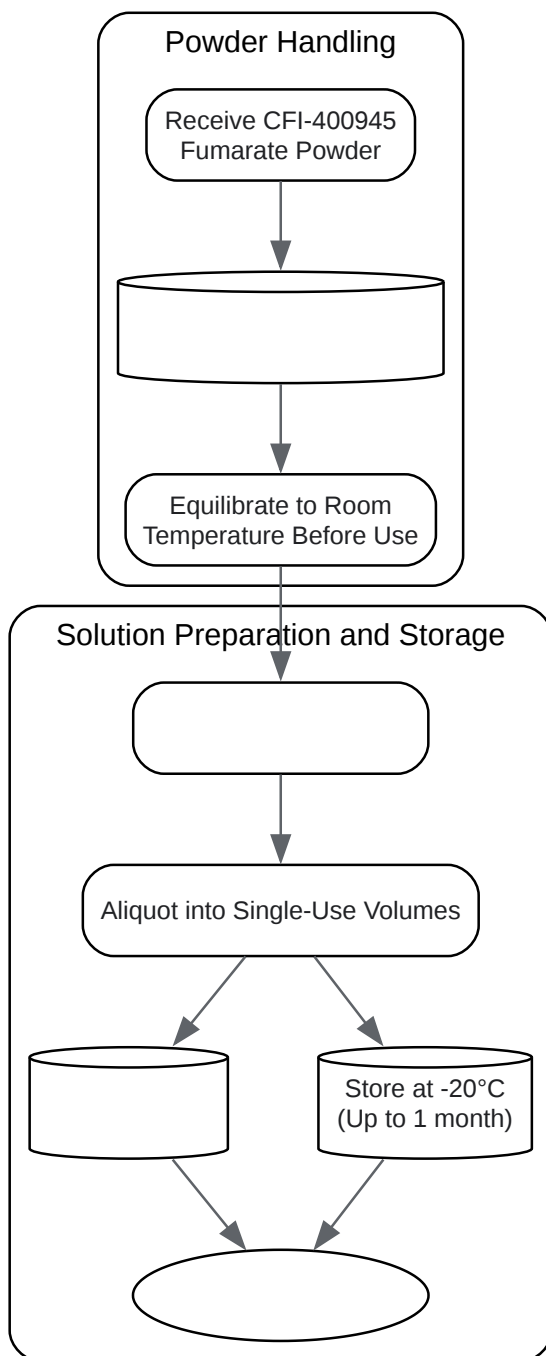 Powder Handling
Receive CFI-400945
Fumarate Powder
Equilibrate to Room
Temperature Before Use
Solution Preparation and Storage
Aliquot into Single-Use Volumes
Store at -20°C
(Up to 1 month)